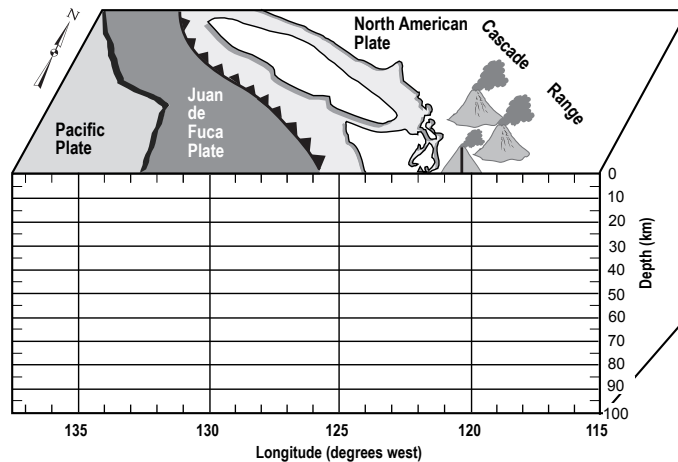 N
North American
Plate
Cascade
Range
Juan
de
Fuca
Plate
Pacific
Plate
0
10
20
30
40
50
60
70
80
90
100
Depth (km)
135
130
125
120
115
Longitude (degrees west)